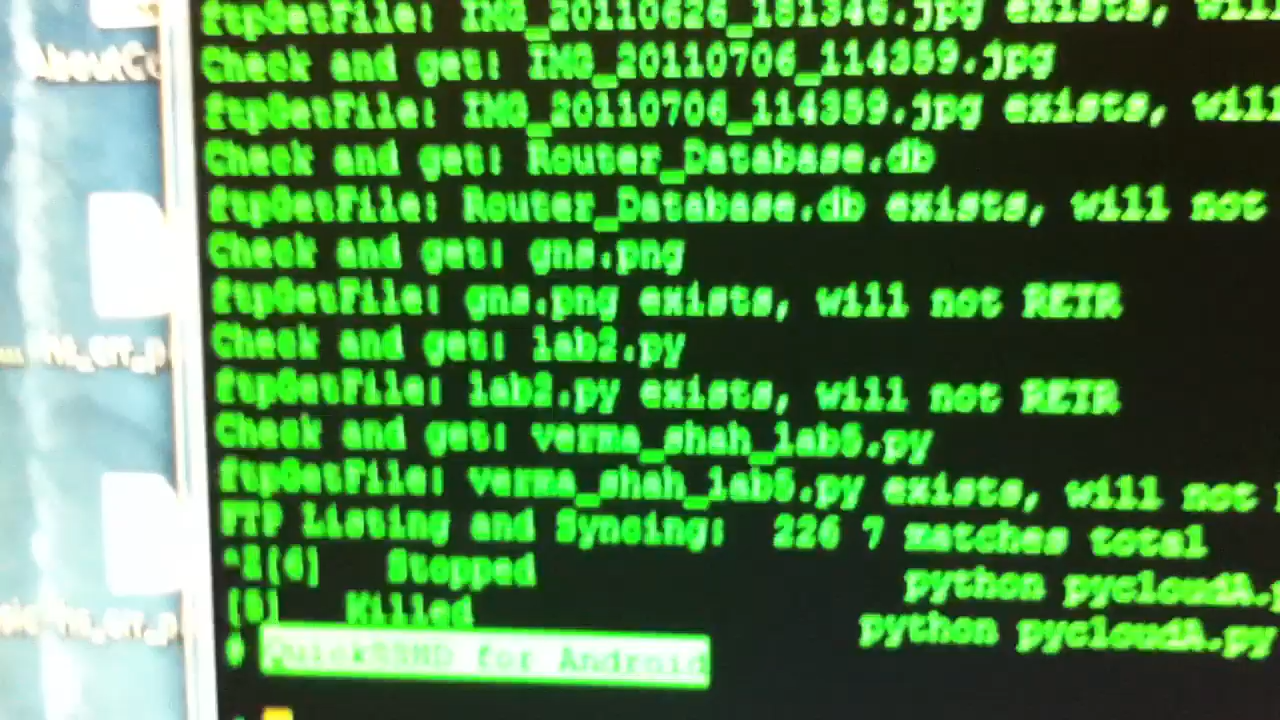 ftpGetFile: IMG_20110626_181346.jpg exists, will
Check and get: IMG_20110706_114359.jpg
ftpGetFile: IMG_20110706_114359.jpg exists, will
Check and get: Router_Database.db
ftpGetFile: Router_Database.db exists, will not
Check and get: gns.png
ftpGetFile: gns.png exists, will not RETR
Check and get: lab2.py
ftpGetFile: lab2.py exists, will not RETR
Check and get: verma_shah_lab6.py
ftpGetFile: verma_shah_lab6.py exists, will not
FTP Listing and Syncing: 226 7 matches total
^Z[4] Stopped python pycloudA.p
[5] Killed python pycloudA.py
# QuickSSHD for Android
AboutCo